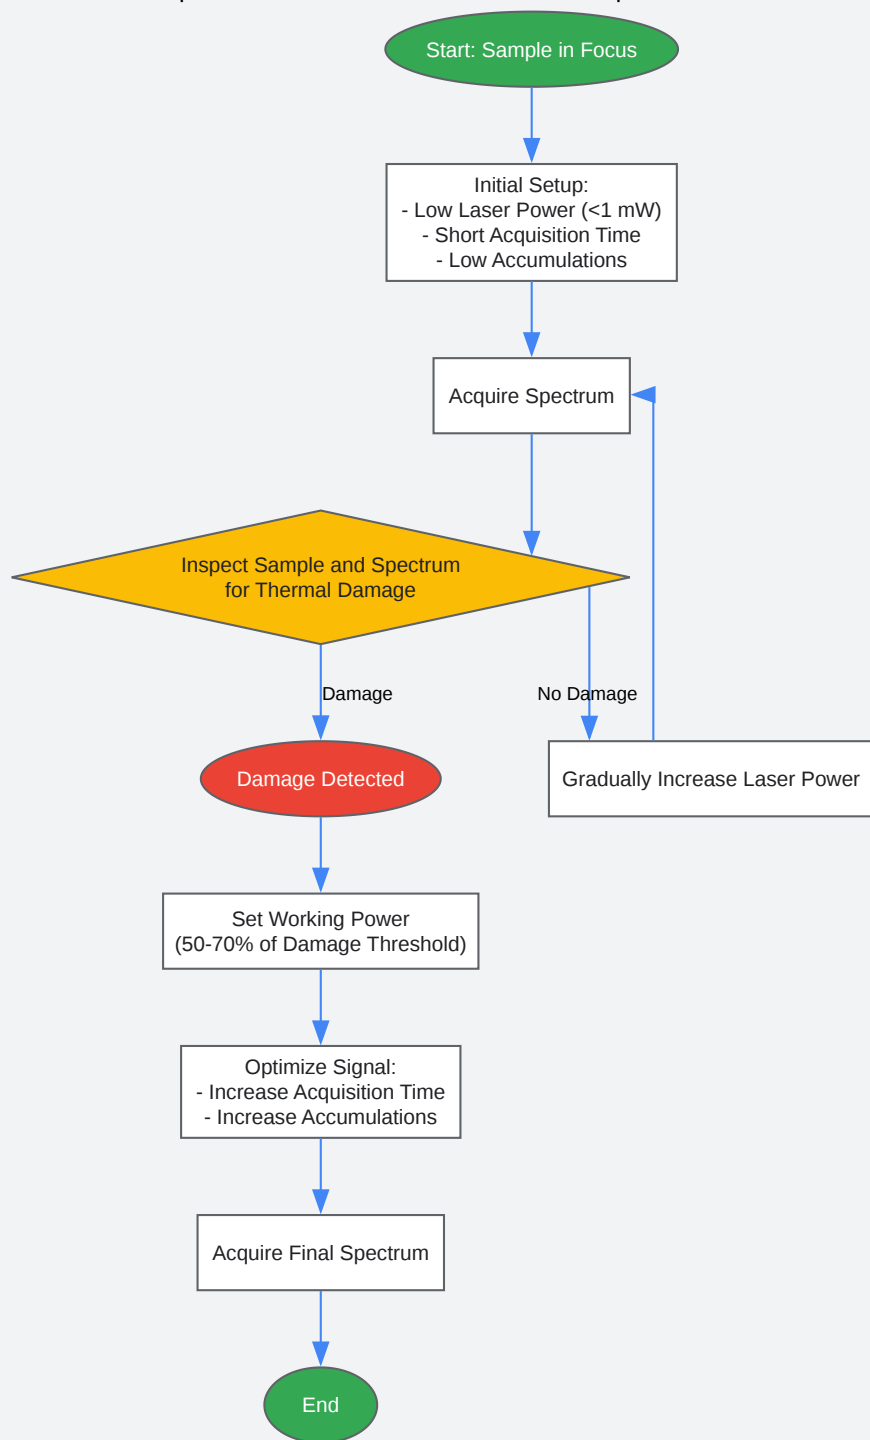 Start: Sample in Focus
Initial Setup:
- Low Laser Power (<1 mW)
- Short Acquisition Time
- Low Accumulations
Acquire Spectrum
Inspect Sample and Spectrum
for Thermal Damage
Damage
No Damage
Damage Detected
Gradually Increase Laser Power
Set Working Power
(50-70% of Damage Threshold)
Optimize Signal:
- Increase Acquisition Time
- Increase Accumulations
Acquire Final Spectrum
End